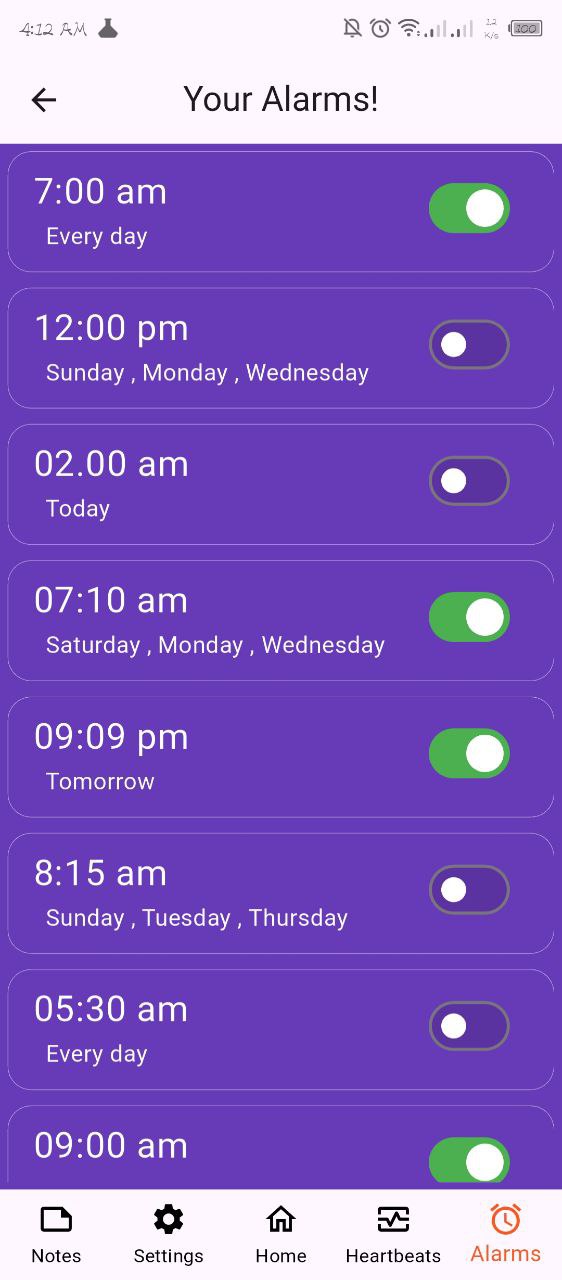 4:12 AM
12
K/s
100
Your Alarms!
7:00 am
Every day
12:00 pm
Sunday , Monday , Wednesday
02.00 am
Today
07:10 am
Saturday , Monday , Wednesday
09:09 pm
Tomorrow
8:15 am
Sunday , Tuesday , Thursday
05:30 am
Every day
09:00 am
Notes
Settings
Home
Heartbeats
Alarms